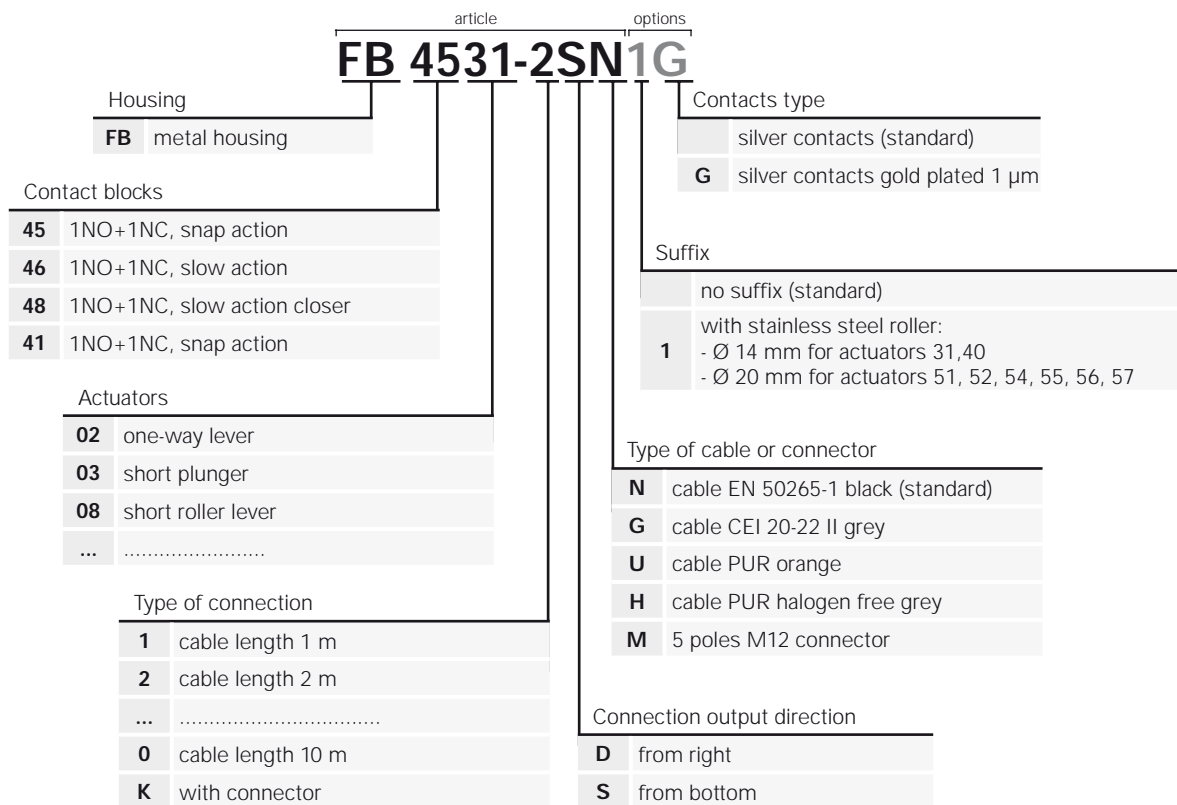 article
options
FB 4531-2SN1G
Housing
FB metal housing
Contact blocks
45 1NO+1NC, snap action
46 1NO+1NC, slow action
48 1NO+1NC, slow action closer
41 1NO+1NC, snap action
Actuators
02 one-way lever
03 short plunger
08 short roller lever
... ........................
Type of connection
1 cable length 1 m
2 cable length 2 m
... ..................................
0 cable length 10 m
K with connector
Contacts type
silver contacts (standard)
G silver contacts gold plated 1 µm
Suffix
no suffix (standard)
1 with stainless steel roller:
- Ø 14 mm for actuators 31,40
- Ø 20 mm for actuators 51, 52, 54, 55, 56, 57
Type of cable or connector
N cable EN 50265-1 black (standard)
G cable CEI 20-22 II grey
U cable PUR orange
H cable PUR halogen free grey
M 5 poles M12 connector
Connection output direction
D from right
S from bottom